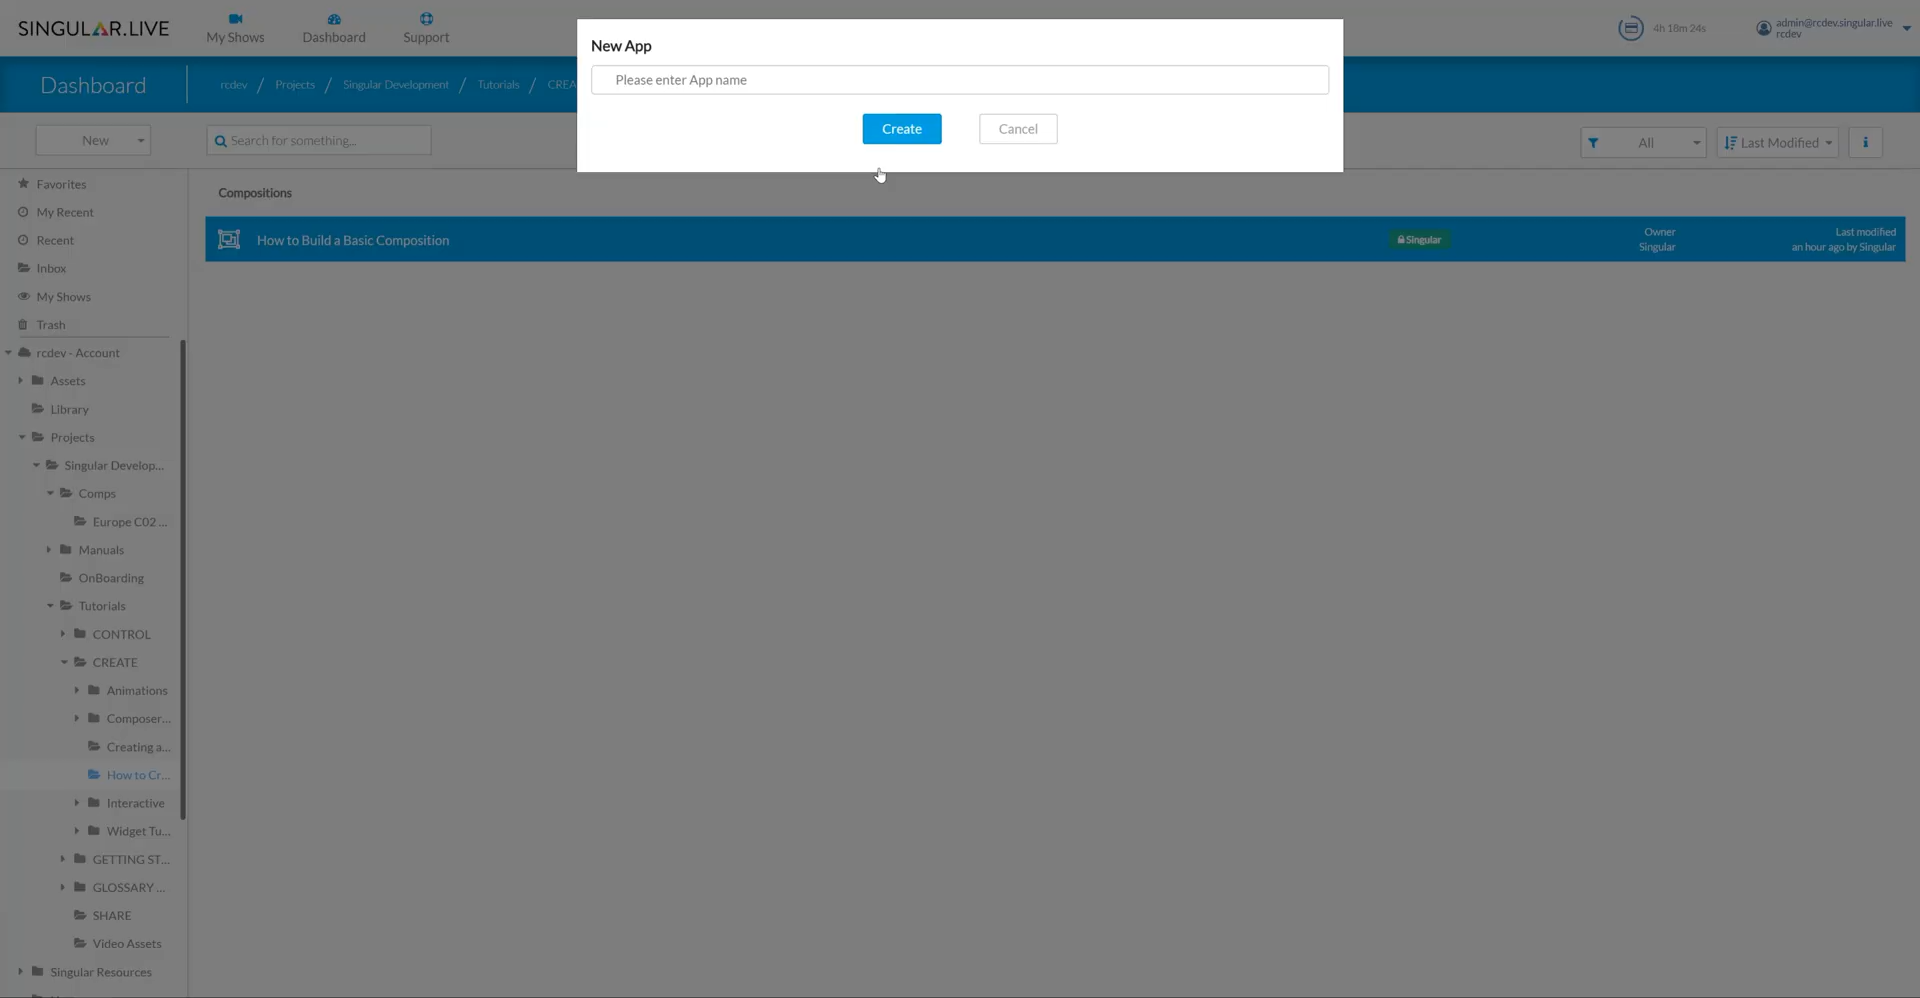 SINGULAR.LIVE
My Shows
Dashboard
Support
New App
Please enter App name
Create
Cancel
4h 18m 24s
admin@rcdev.singular.live
rcdev
Dashboard
rcdev / Projects / Singular Development / Tutorials / CREA
New
Search for something...
All
Last Modified
i
Favorites
My Recent
Recent
Inbox
My Shows
Trash
rcdev - Account
Assets
Library
Projects
Singular Develop...
Comps
Europe C02 ...
Manuals
OnBoarding
Tutorials
CONTROL
CREATE
Animations
Composer...
Creating a...
How to Cr...
Interactive
Widget Tu...
GETTING ST...
GLOSSARY ...
SHARE
Video Assets
Singular Resources
Compositions
How to Build a Basic Composition
Singular
Owner
Singular
Last modified
an hour ago by Singular